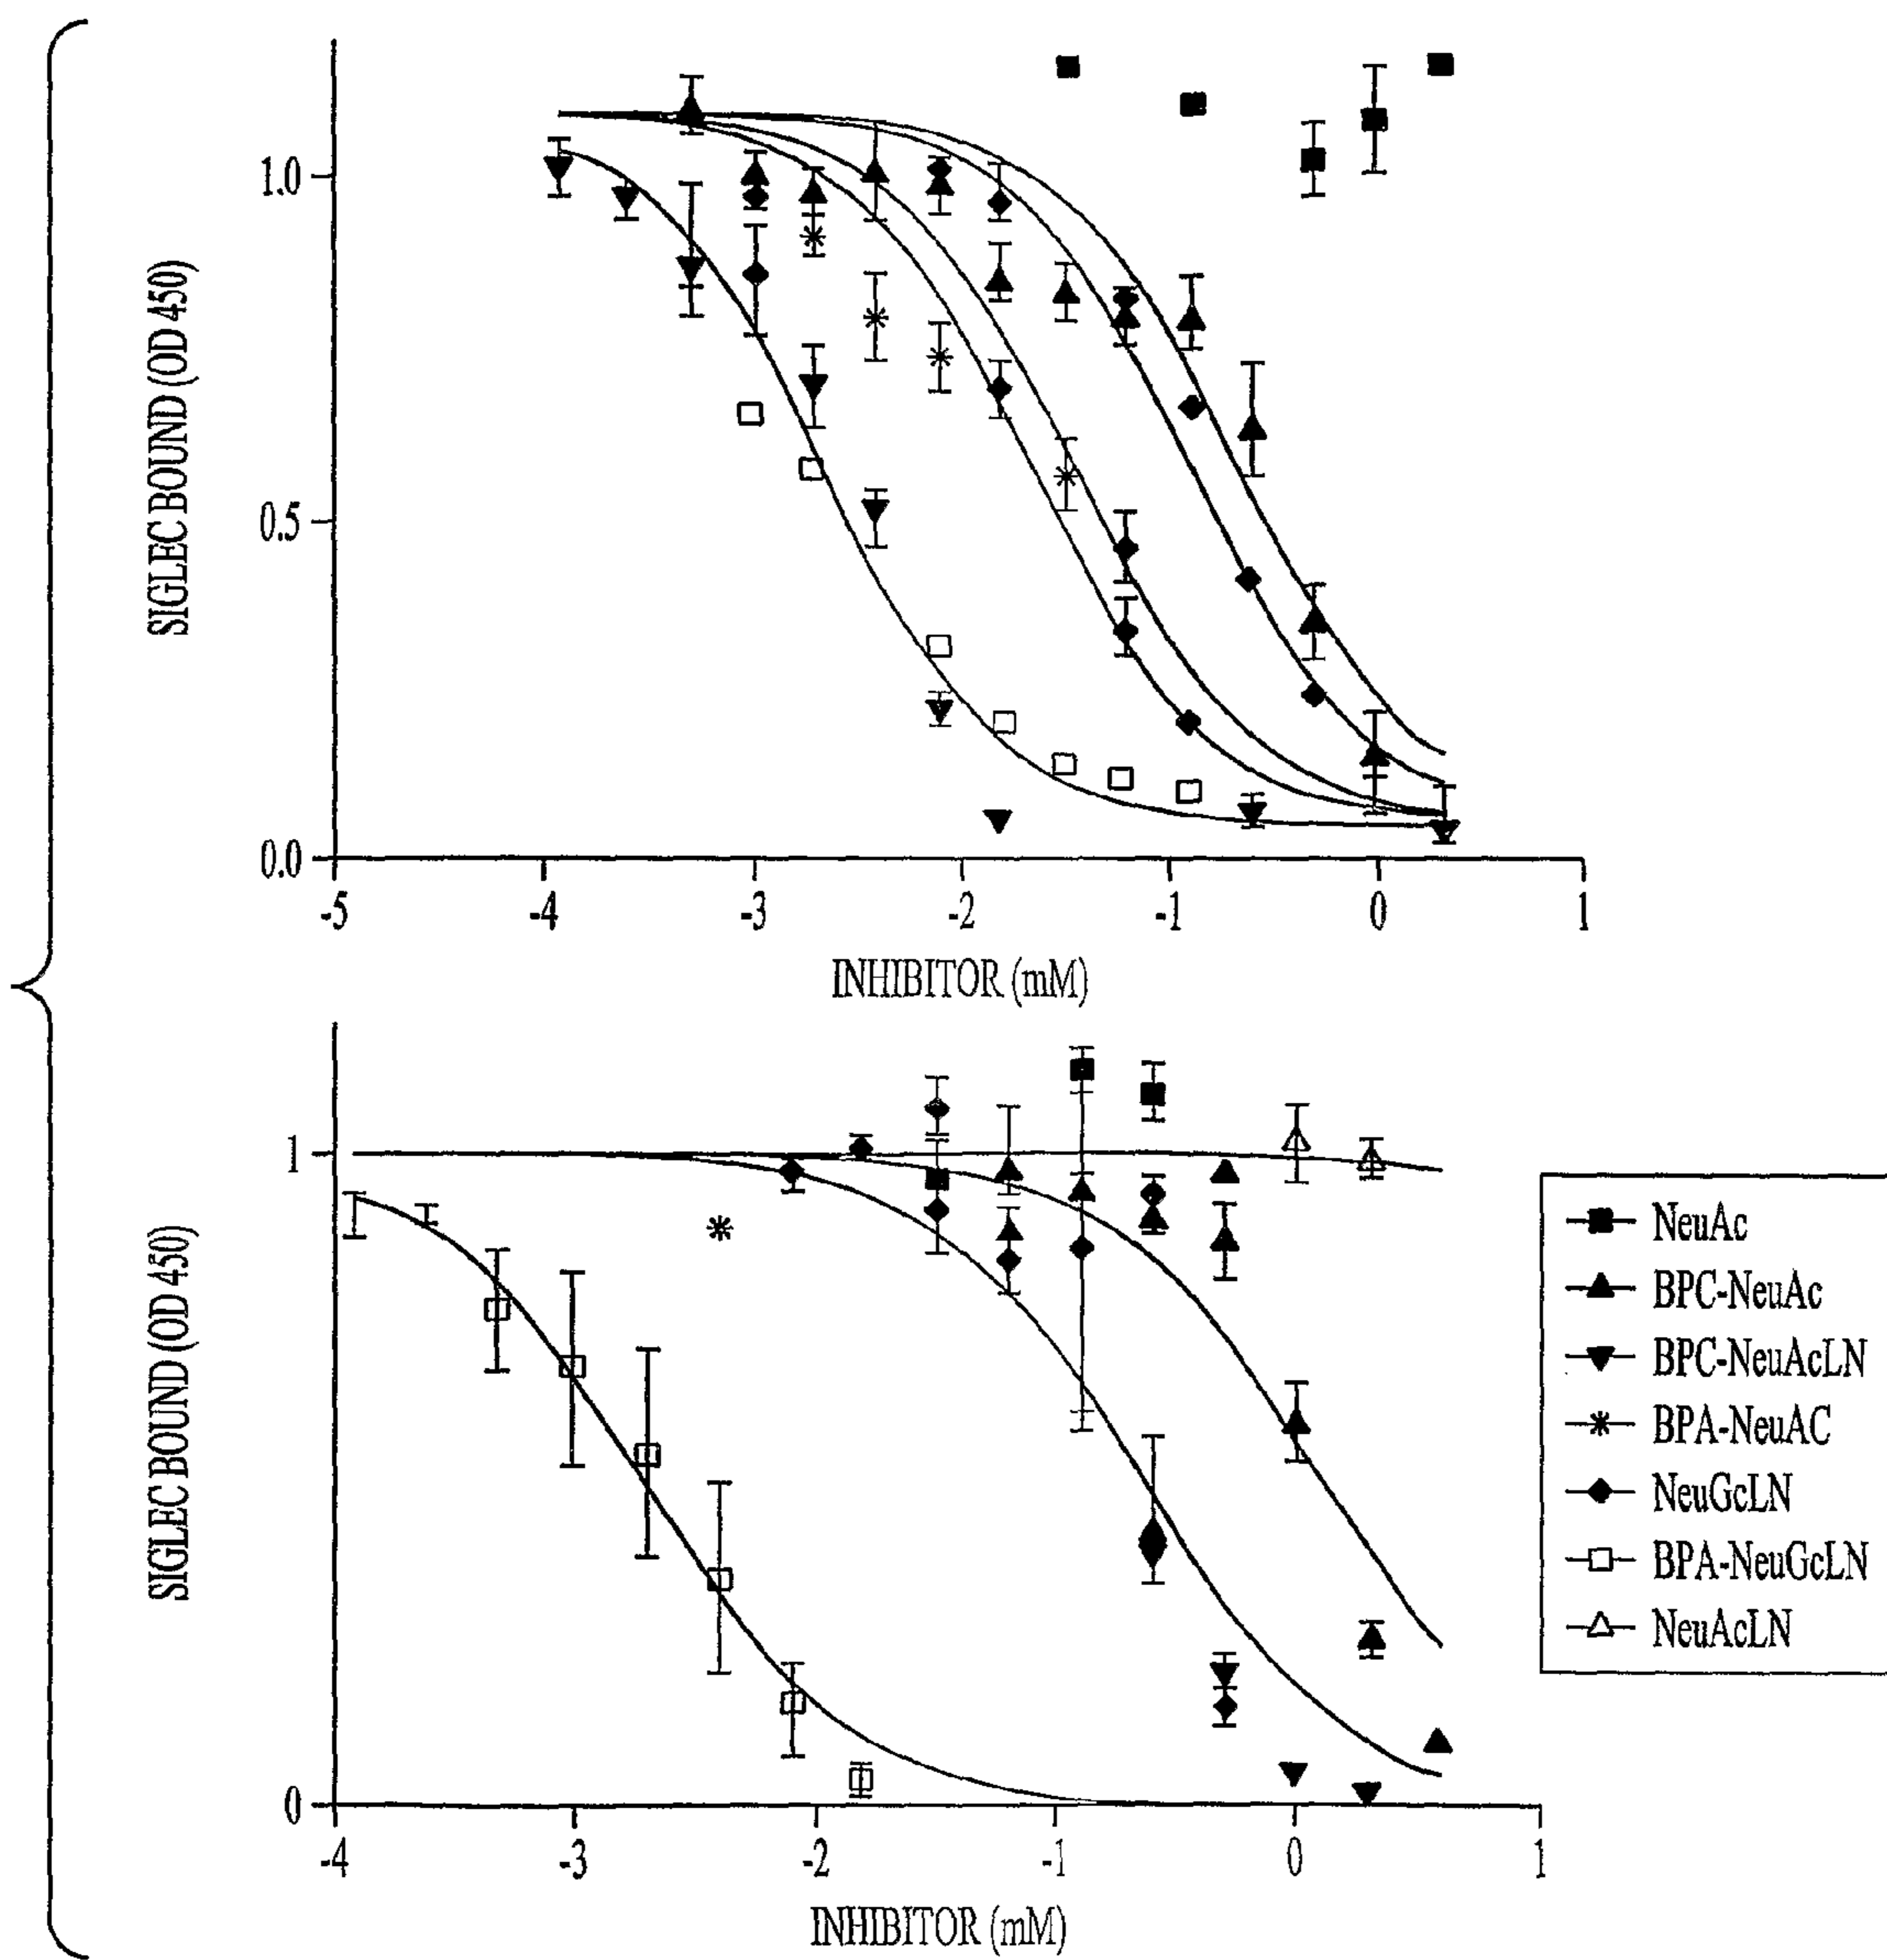 SIGLEC BOUND (OD 450)
1.0
0.5
0.0
-5 -4 -3 -2 -1 0 1
INHIBITOR (mM)
SIGLEC BOUND (OD 450)
1
0
-4 -3 -2 -1 0 1
INHIBITOR (mM)
NeuAc
BPC-NeuAc
BPC-NeuAcLN
BPA-NeuAC
NeuGcLN
BPA-NeuGcLN
NeuAcLN